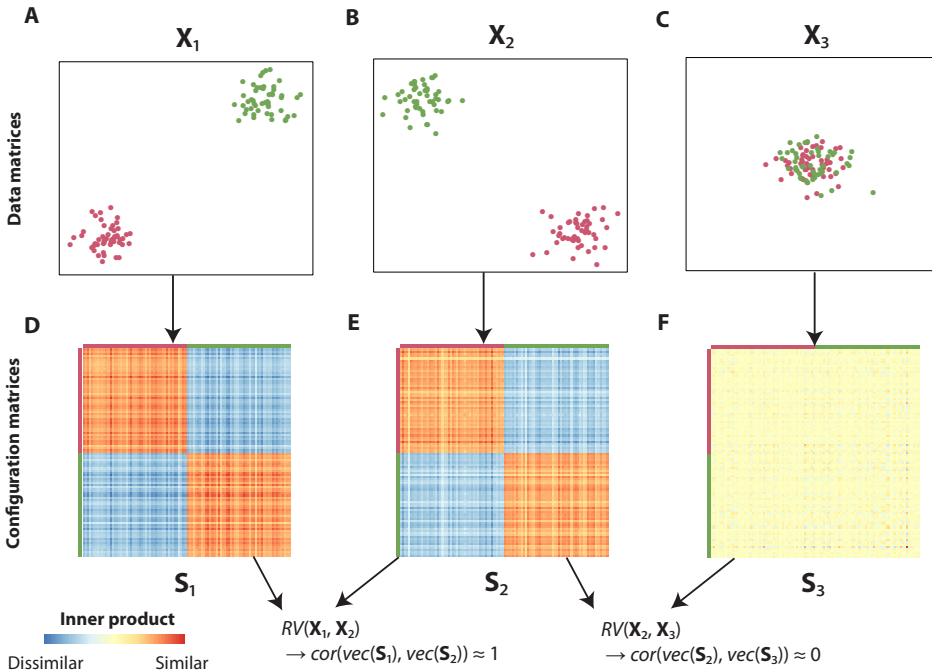 A
B
C
X1
X2
X3
Data matrices
D
E
F
Configuration matrices
S1
S2
S3
Inner product
Dissimilar
Similar
RV(X1, X2)
→ cor(vec(S1), vec(S2)) ≈ 1
RV(X2, X3)
→ cor(vec(S2), vec(S3)) ≈ 0